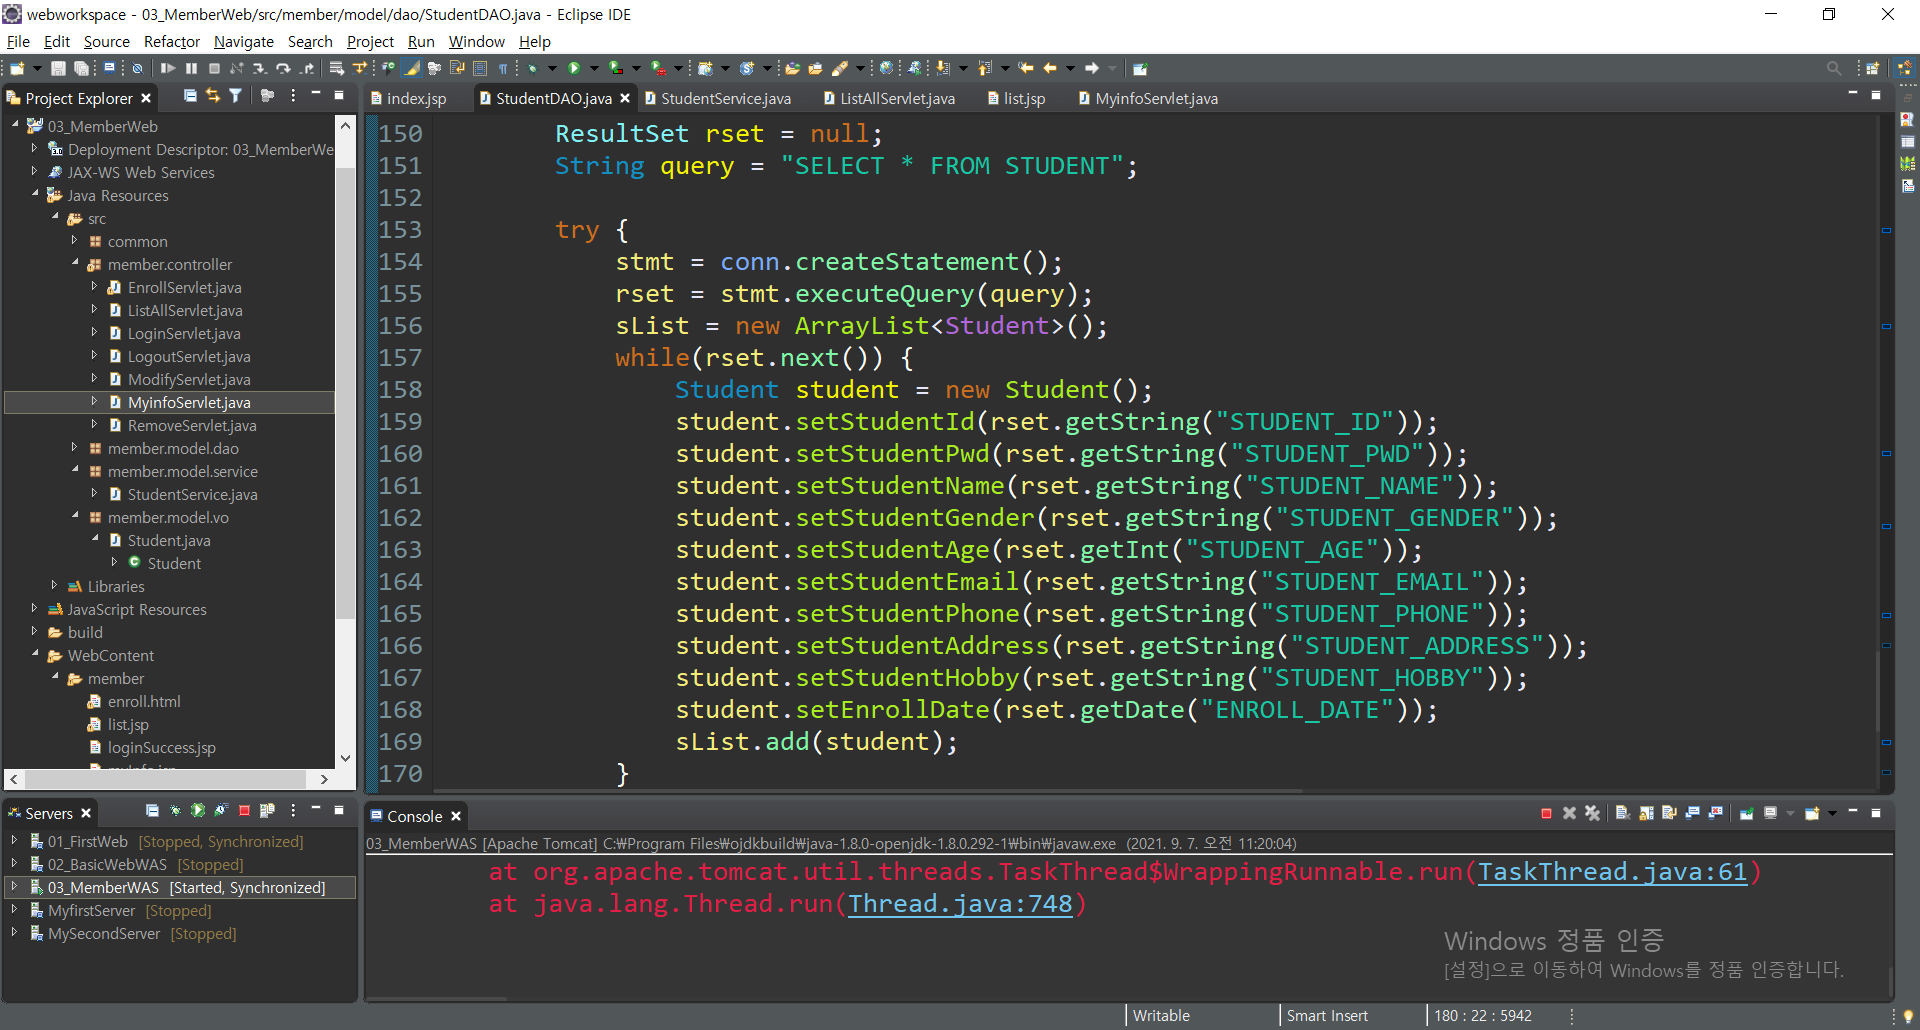 webworkspace - 03_MemberWeb/src/member/model/dao/StudentDAO.java - Eclipse IDE
File Edit Source Refactor Navigate Search Project Run Window Help
Project Explorer
index.jsp StudentDAO.java StudentService.java ListAllServlet.java list.jsp MyinfoServlet.java
03_MemberWeb
Deployment Descriptor: 03_MemberWe
JAX-WS Web Services
Java Resources
src
common
member.controller
EnrollServlet.java
ListAllServlet.java
LoginServlet.java
LogoutServlet.java
ModifyServlet.java
MyinfoServlet.java
RemoveServlet.java
member.model.dao
member.model.service
StudentService.java
member.model.vo
Student.java
Student
Libraries
JavaScript Resources
build
WebContent
member
enroll.html
list.jsp
loginSuccess.jsp
150 ResultSet rset = null;
151 String query = "SELECT * FROM STUDENT";
152
153 try {
154 stmt = conn.createStatement();
155 rset = stmt.executeQuery(query);
156 sList = new ArrayList<Student>();
157 while(rset.next()) {
158 Student student = new Student();
159 student.setStudentId(rset.getString("STUDENT_ID"));
160 student.setStudentPwd(rset.getString("STUDENT_PWD"));
161 student.setStudentName(rset.getString("STUDENT_NAME"));
162 student.setStudentGender(rset.getString("STUDENT_GENDER"));
163 student.setStudentAge(rset.getInt("STUDENT_AGE"));
164 student.setStudentEmail(rset.getString("STUDENT_EMAIL"));
165 student.setStudentPhone(rset.getString("STUDENT_PHONE"));
166 student.setStudentAddress(rset.getString("STUDENT_ADDRESS"));
167 student.setStudentHobby(rset.getString("STUDENT_HOBBY"));
168 student.setEnrollDate(rset.getDate("ENROLL_DATE"));
169 sList.add(student);
170 }
Servers
01_FirstWeb [Stopped, Synchronized]
02_BasicWebWAS [Stopped]
03_MemberWAS [Started, Synchronized]
MyfirstServer [Stopped]
MySecondServer [Stopped]
Console
03_MemberWAS [Apache Tomcat] C:₩Program Files₩ojdkbuild₩java-1.8.0-openjdk-1.8.0.292-1₩bin₩javaw.exe (2021. 9. 7. 오전 11:20:04)
at org.apache.tomcat.util.threads.TaskThread$WrappingRunnable.run(TaskThread.java:61)
at java.lang.Thread.run(Thread.java:748)
Windows 정품 인증
[설정]으로 이동하여 Windows를 정품 인증합니다.
Writable Smart Insert 180 : 22 : 5942